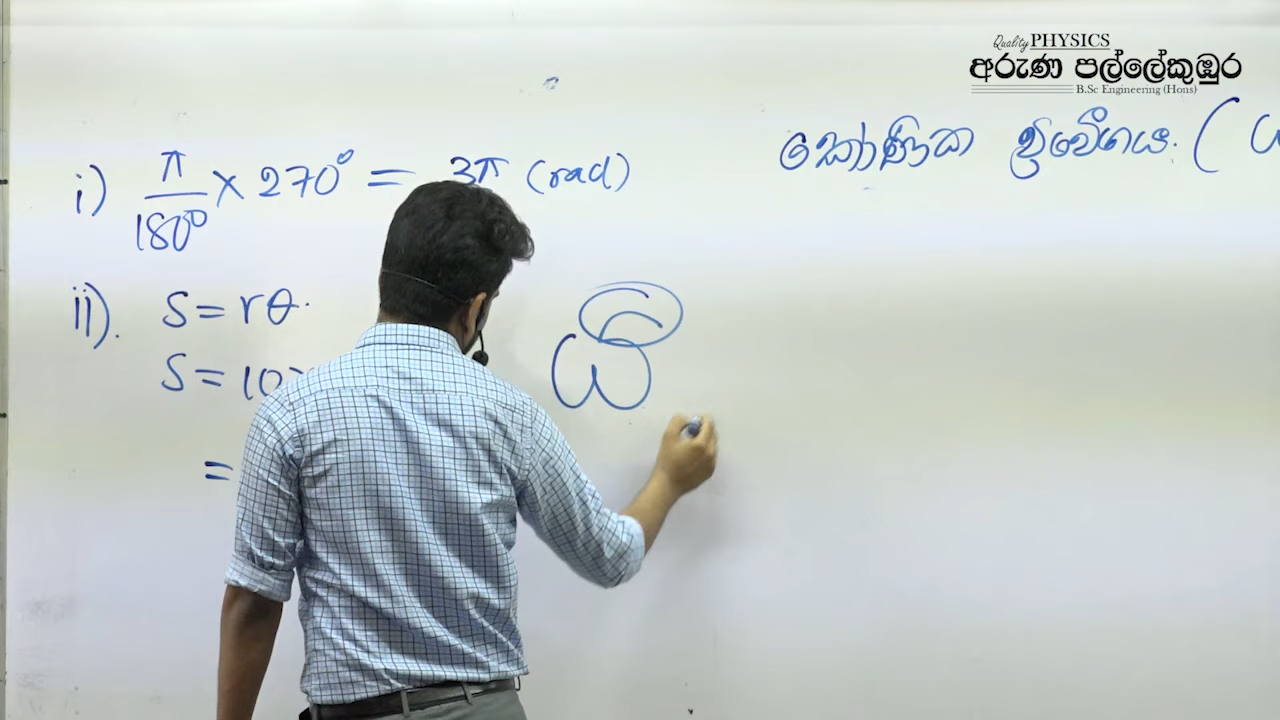 Quality PHYSICS
අරුණ පල්ලේකුඹුර
B.Sc Engineering (Hons)
i) π/180° × 270° = 3π (rad)
ii). S = rθ.
S = 10
=
කෝණික ප්‍රවේගය. (ω